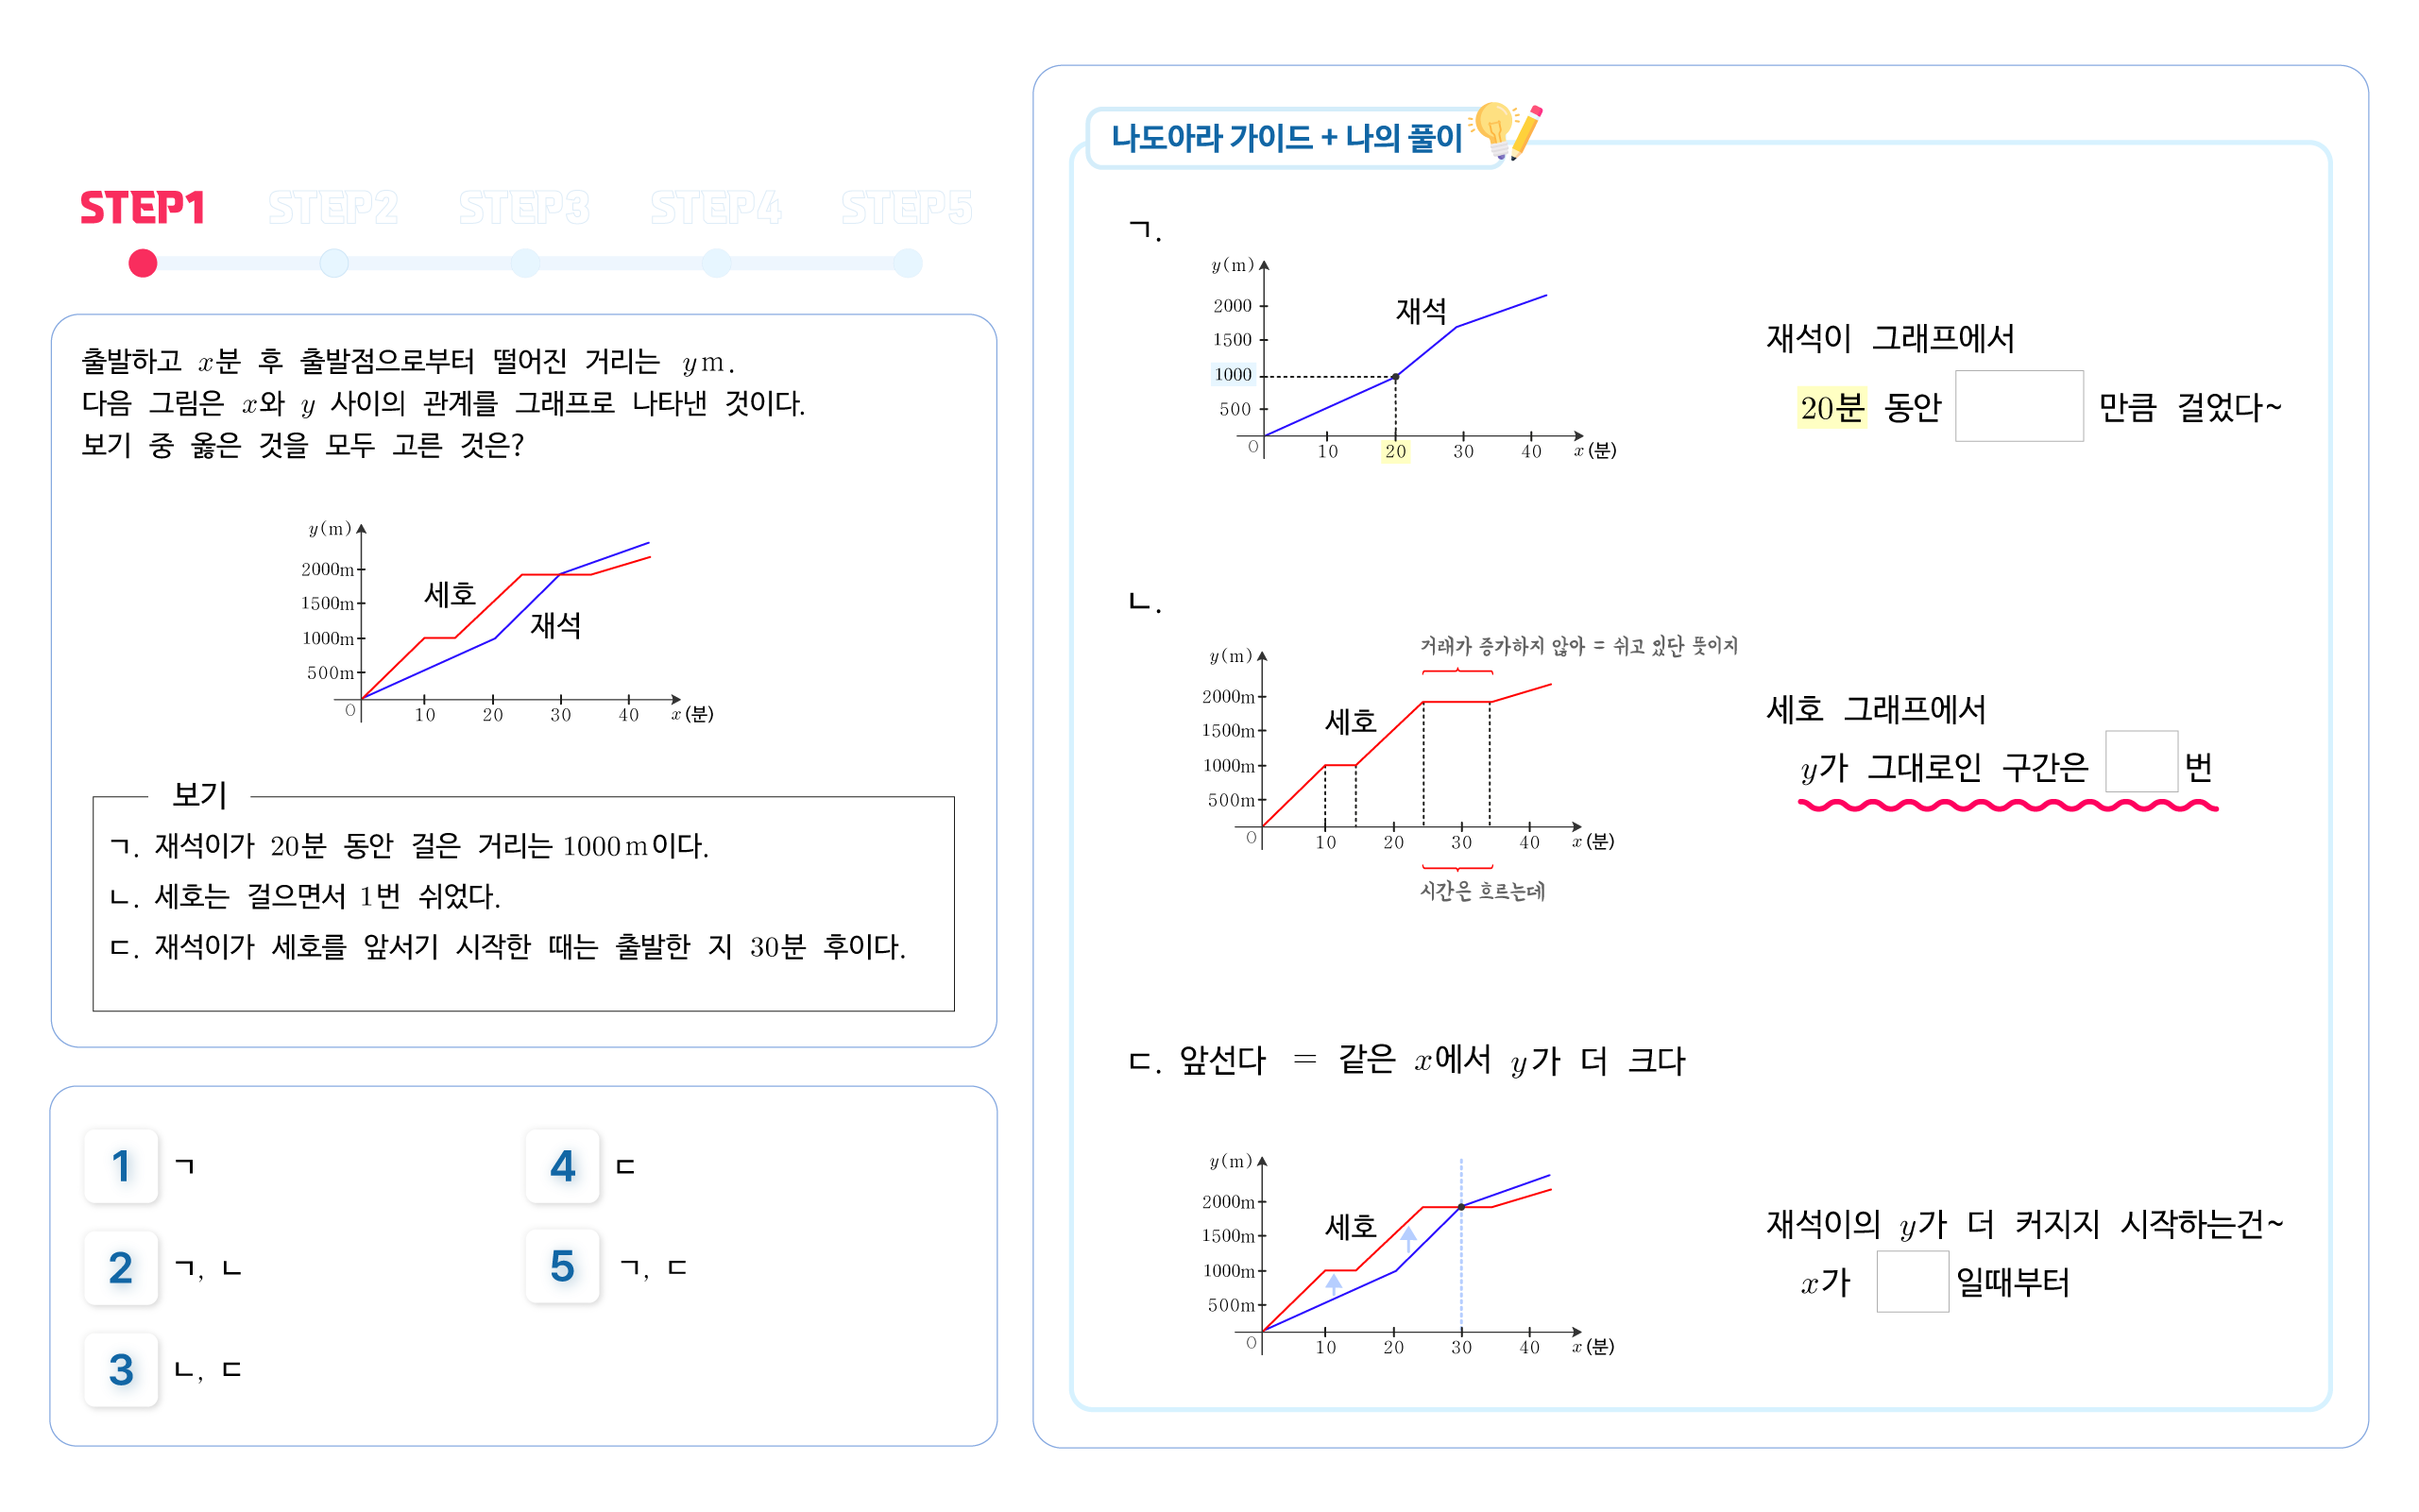 STEP1 STEP2 STEP3 STEP4 STEP5
출발하고 x분 후 출발점으로부터 떨어진 거리는 y m.
다음 그림은 x와 y 사이의 관계를 그래프로 나타낸 것이다.
보기 중 옳은 것을 모두 고른 것은?
y(m)
2000m
1500m
1000m
500m
세호
재석
O 10 20 30 40 x(분)
보기
ㄱ. 재석이가 20분 동안 걸은 거리는 1000m이다.
ㄴ. 세호는 걸으면서 1번 쉬었다.
ㄷ. 재석이가 세호를 앞서기 시작한 때는 출발한 지 30분 후이다.
1 ㄱ
2 ㄱ, ㄴ
3 ㄴ, ㄷ
4 ㄷ
5 ㄱ, ㄷ
나도아라 가이드 + 나의 풀이
ㄱ.
y(m)
2000
1500
1000
500
재석
O 10 20 30 40 x(분)
재석이 그래프에서
20분 동안 만큼 걸었다~
ㄴ.
거래가 증가하지 않아 = 쉬고 있단 뜻이지
y(m)
2000m
1500m
1000m
500m
세호
O 10 20 30 40 x(분)
시간은 흐르는데
세호 그래프에서
y가 그대로인 구간은 번
ㄷ. 앞선다 = 같은 x에서 y가 더 크다
y(m)
2000m
1500m
1000m
500m
세호
O 10 20 30 40 x(분)
재석이의 y가 더 커지지 시작하는건~
x가 일때부터